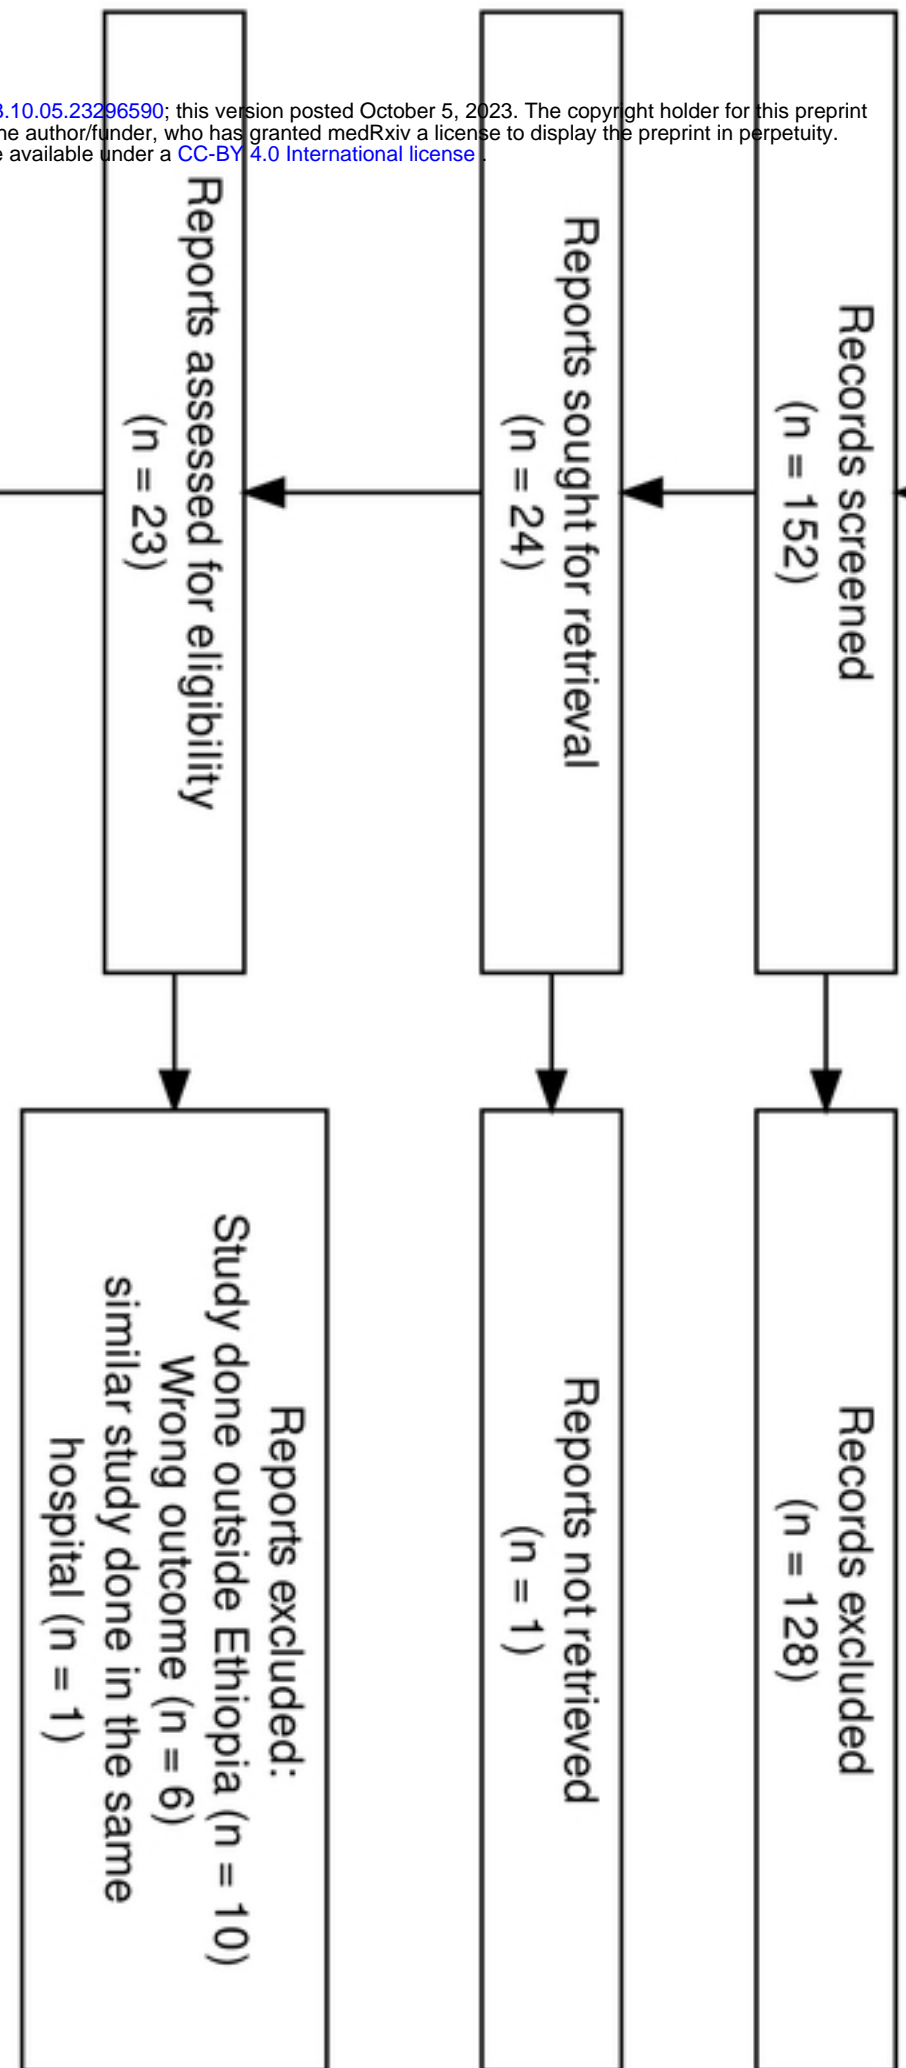 3.10.05.23296590; this version posted October 5, 2023. The copyright holder for this preprint
ne author/funder, who has granted medRxiv a license to display the preprint in perpetuity.
e available under a CC-BY 4.0 International license .
Records screened
(n = 152)
Records excluded
(n = 128)
Reports sought for retrieval
(n = 24)
Reports not retrieved
(n = 1)
Reports assessed for eligibility
(n = 23)
Reports excluded:
Study done outside Ethiopia (n = 10)
Wrong outcome (n = 6)
similar study done in the same
hospital (n = 1)